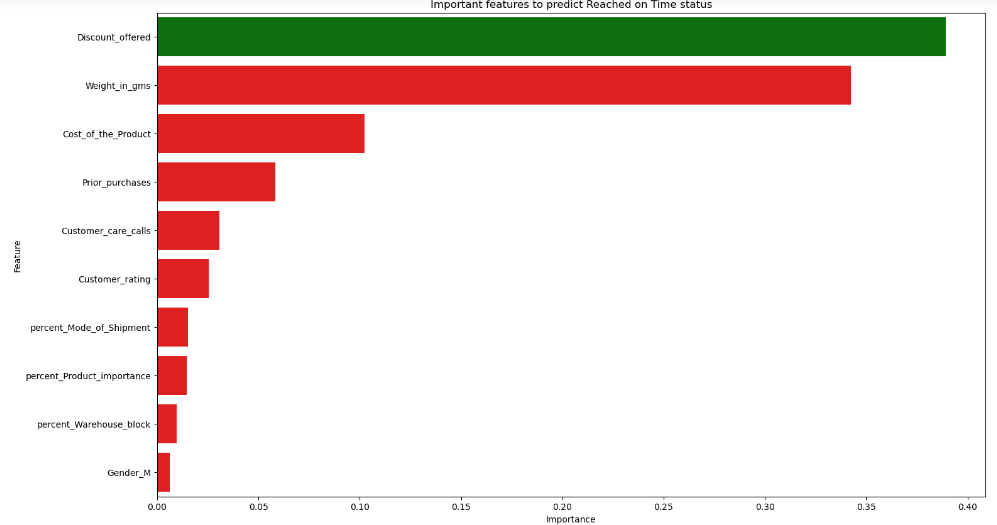 Important features to predict Reached on Time status
Discount_offered
Weight_in_gms
Cost_of_the_Product
Prior_purchases
Customer_care_calls
Customer_rating
percent_Mode_of_Shipment
percent_Product_importance
percent_Warehouse_block
Gender_M
Feature
0.00 0.05 0.10 0.15 0.20 0.25 0.30 0.35 0.40
Importance